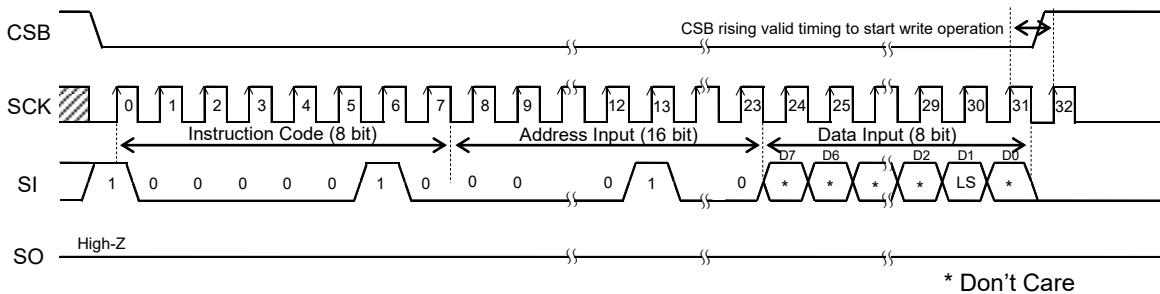 CSB
CSB rising valid timing to start write operation
SCK
0 1 2 3 4 5 6 7 8 9 12 13 23 24 25 29 30 31 32
Instruction Code (8 bit) Address Input (16 bit) Data Input (8 bit)
D7 D6 D2 D1 D0
SI 1 0 0 0 0 0 1 0 0 0 0 1 0 * * * * LS *
High-Z
SO
* Don't Care